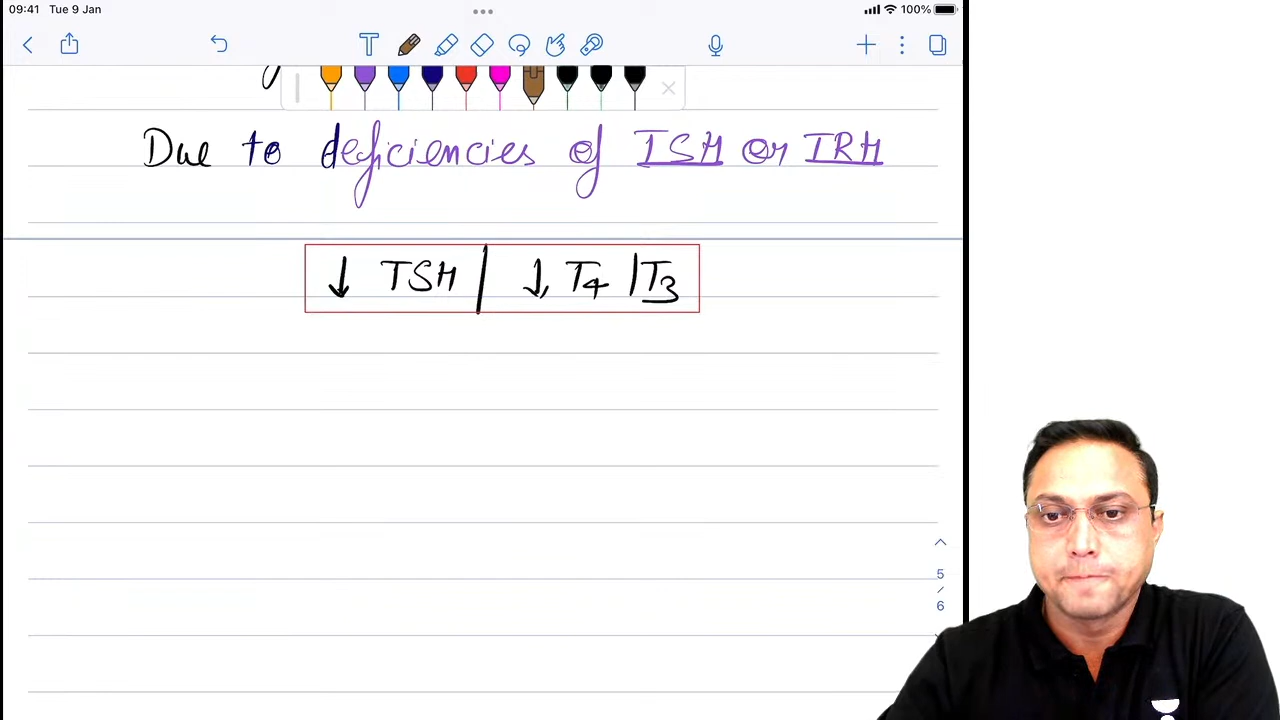 09:41 Tue 9 Jan
100%
T
Due to deficiencies of TSH or TRH
↓ TSH | ↓, T4 | T3
5
6